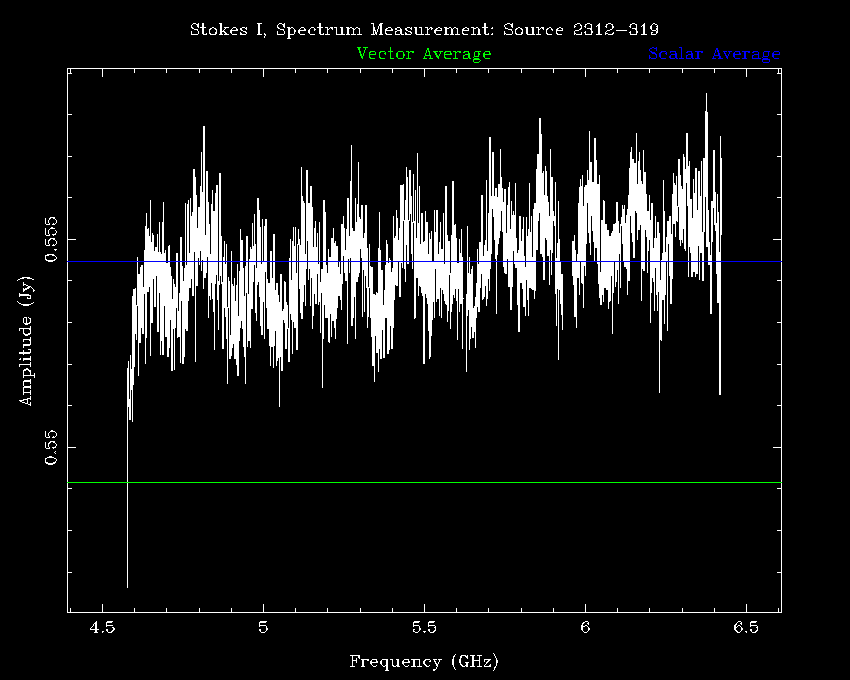 Stokes I, Spectrum Measurement: Source 2312−319
Vector Average Scalar Average
0.555
0.55
Amplitude (Jy)
4.5 5 5.5 6 6.5
Frequency (GHz)